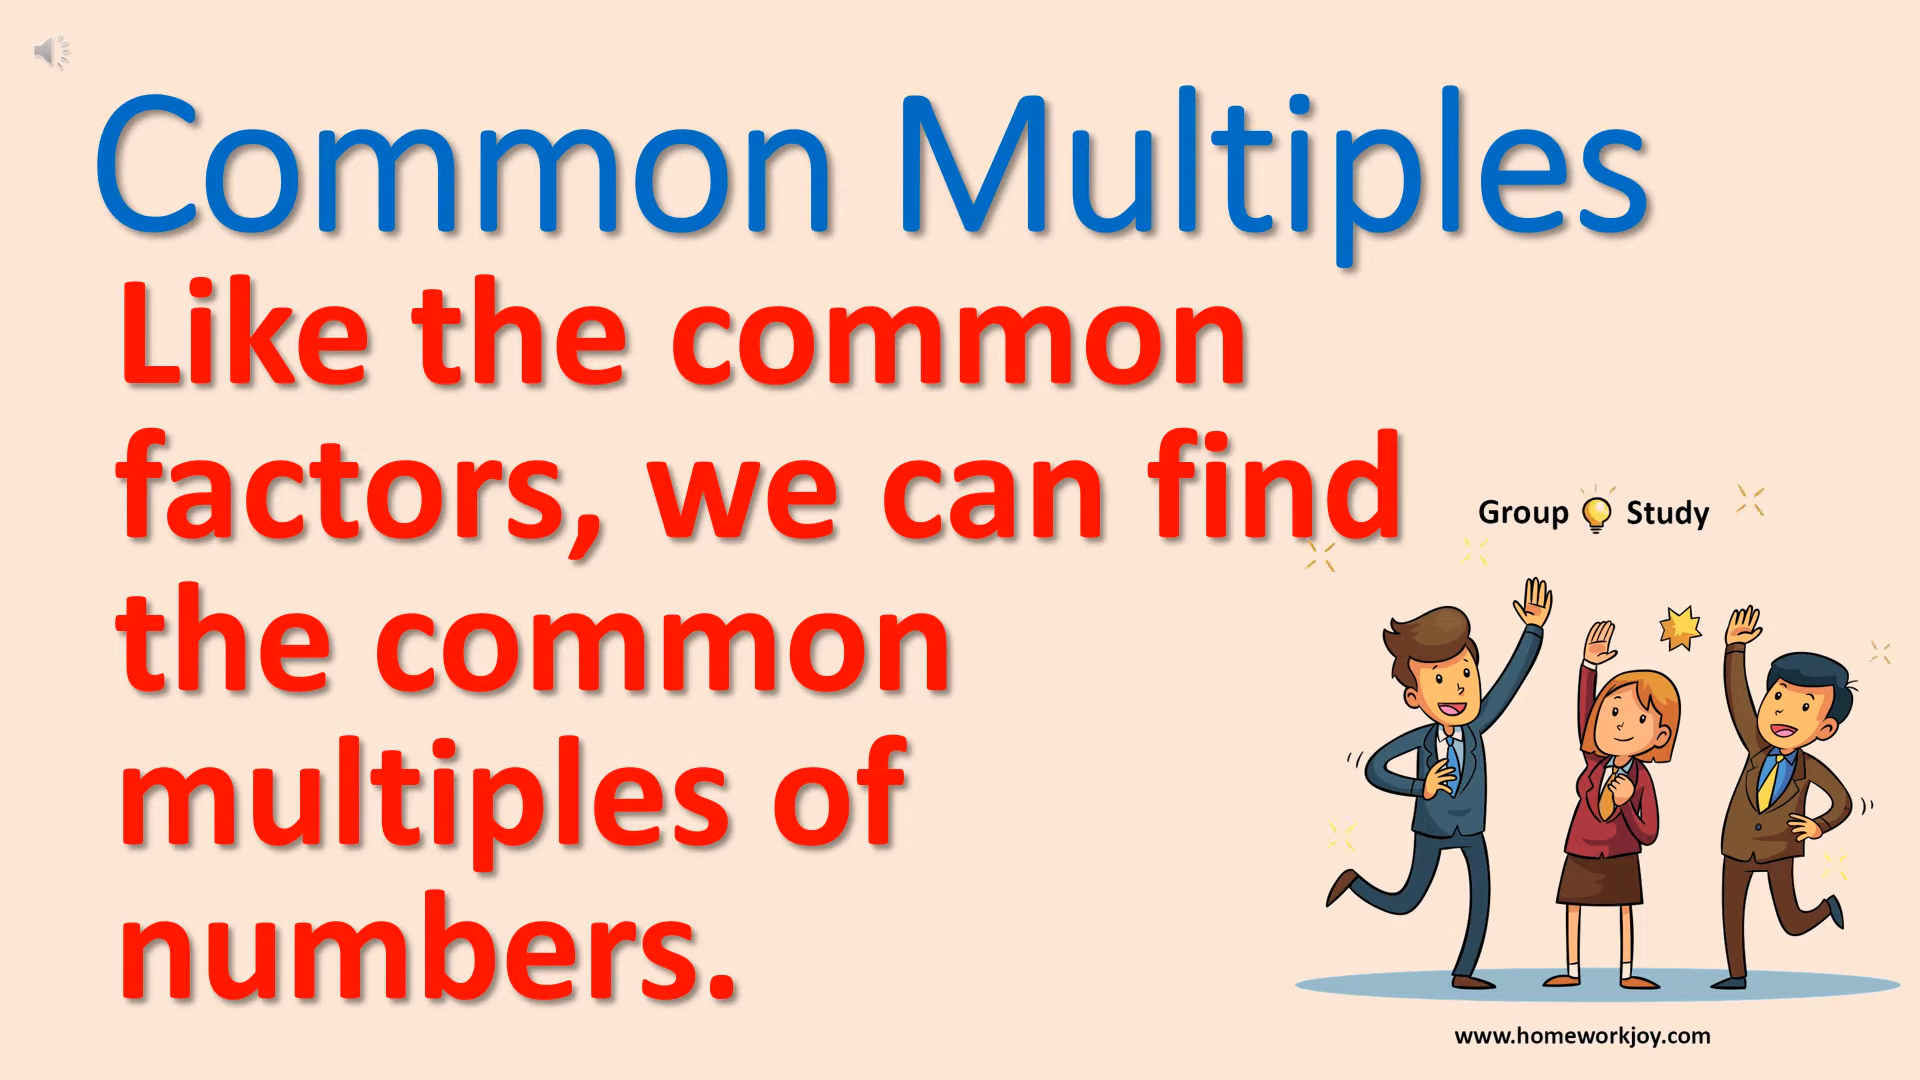 Common Multiples
Like the common
factors, we can find
the common
multiples of
numbers.
Group Study
www.homeworkjoy.com